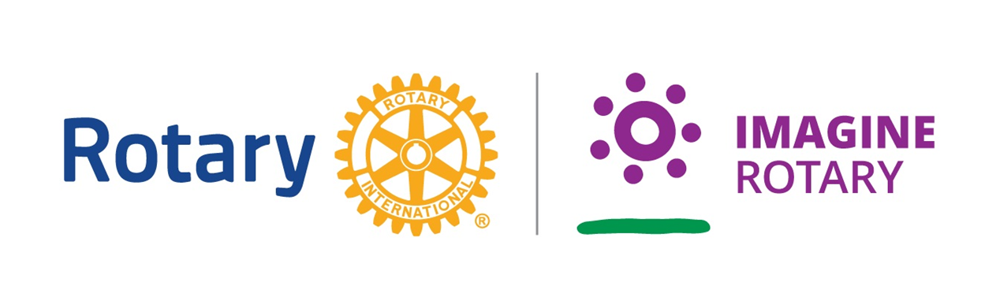 Rotary
ROTARY
INTERNATIONAL
®
IMAGINE
ROTARY